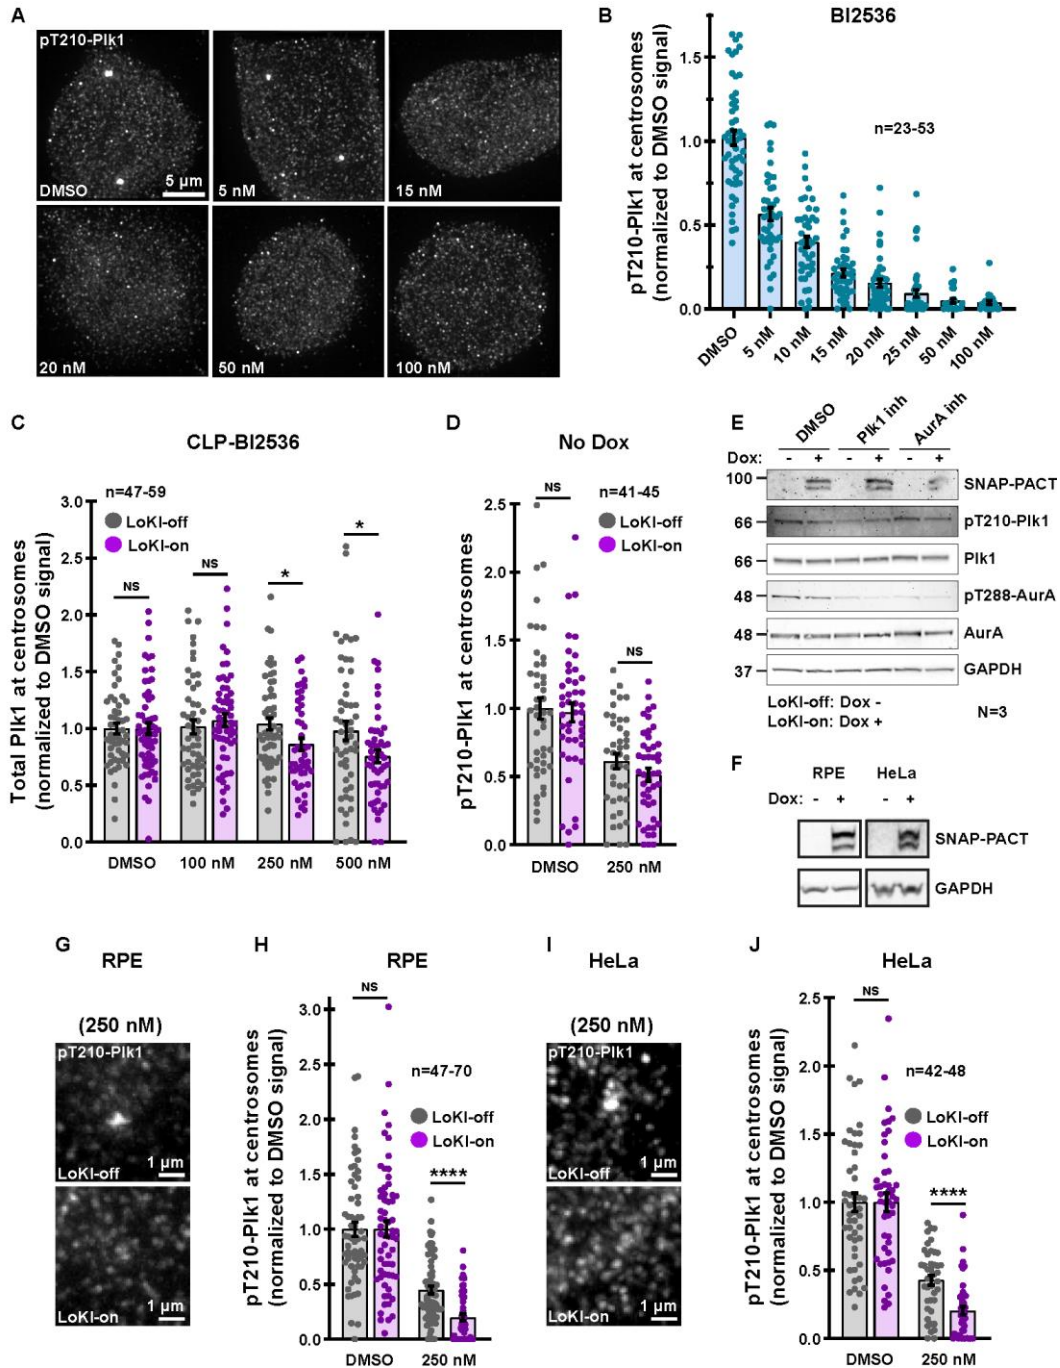 A
pT210-Plk1
DMSO
5 µm
5 nM
15 nM
20 nM
50 nM
100 nM
B
BI2536
pT210-Plk1 at centrosomes
(normalized to DMSO signal)
1.5
1.0
0.5
0.0
n=23-53
DMSO
5 nM
10 nM
15 nM
20 nM
25 nM
50 nM
100 nM
C
CLP-BI2536
Total Plk1 at centrosomes
(normalized to DMSO signal)
3.0
2.5
2.0
1.5
1.0
0.5
0.0
n=47-59
LoKI-off
LoKI-on
NS
NS
*
*
DMSO
100 nM
250 nM
500 nM
D
No Dox
pT210-Plk1 at centrosomes
(normalized to DMSO signal)
2.5
2.0
1.5
1.0
0.5
0.0
NS
n=41-45
LoKI-off
LoKI-on
NS
DMSO
250 nM
E
DMSO
Plk1 inh
AurA inh
Dox: - + - + - +
100 SNAP-PACT
66 pT210-Plk1
66 Plk1
48 pT288-AurA
48 AurA
37 GAPDH
LoKI-off: Dox -
LoKI-on: Dox +
N=3
F
RPE HeLa
Dox: - + - +
SNAP-PACT
GAPDH
G
RPE
(250 nM)
pT210-Plk1
LoKI-off
1 µm
LoKI-on
1 µm
H
RPE
pT210-Plk1 at centrosomes
(normalized to DMSO signal)
3.0
2.5
2.0
1.5
1.0
0.5
0.0
NS
n=47-70
LoKI-off
LoKI-on
****
DMSO
250 nM
I
HeLa
(250 nM)
pT210-Plk1
LoKI-off
1 µm
LoKI-on
1 µm
J
HeLa
pT210-Plk1 at centrosomes
(normalized to DMSO signal)
2.5
2.0
1.5
1.0
0.5
0.0
NS
n=42-48
LoKI-off
LoKI-on
****
DMSO
250 nM